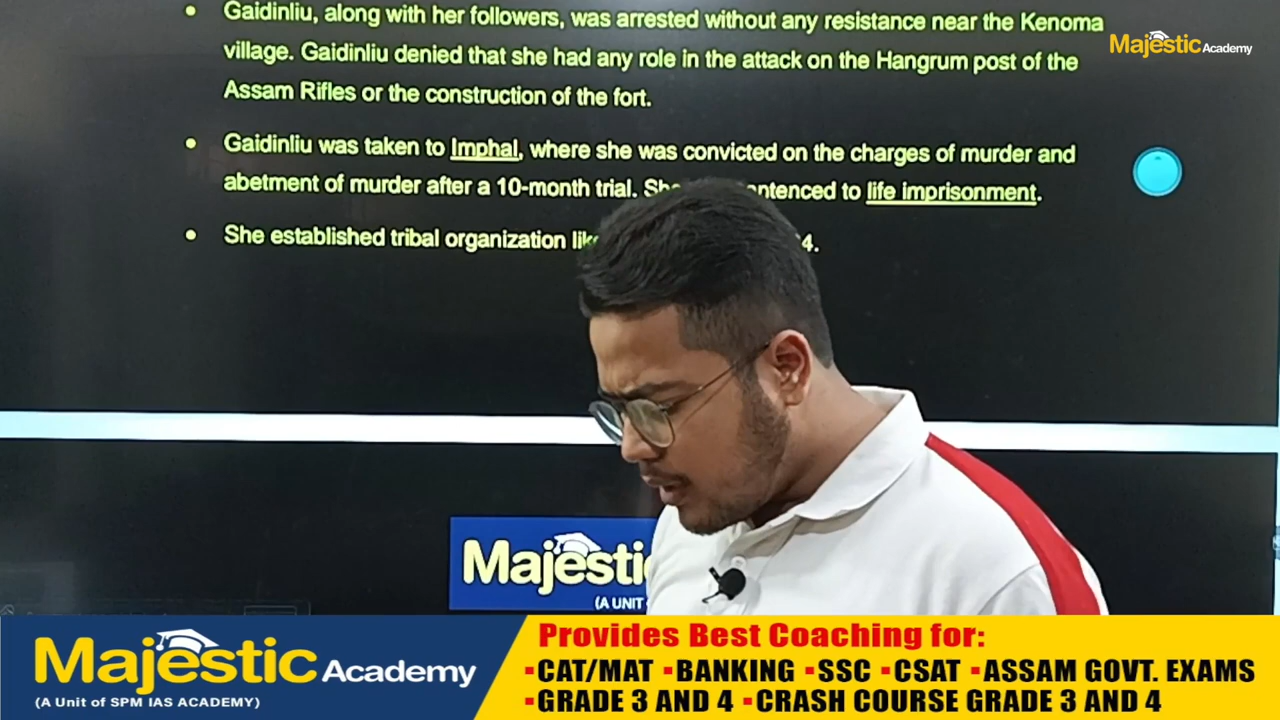 Gaidinliu, along with her followers, was arrested without any resistance near the Kenoma
village. Gaidinliu denied that she had any role in the attack on the Hangrum post of the
Assam Rifles or the construction of the fort.
Majestic Academy
Gaidinliu was taken to Imphal, where she was convicted on the charges of murder and
abetment of murder after a 10-month trial. to life imprisonment.
She established tribal organization 4.
Majestic
(A UNIT
Majestic Academy
(A Unit of SPM IAS ACADEMY)
Provides Best Coaching for:
▪CAT/MAT ▪BANKING ▪SSC ▪CSAT ▪ASSAM GOVT. EXAMS
▪GRADE 3 AND 4 ▪CRASH COURSE GRADE 3 AND 4